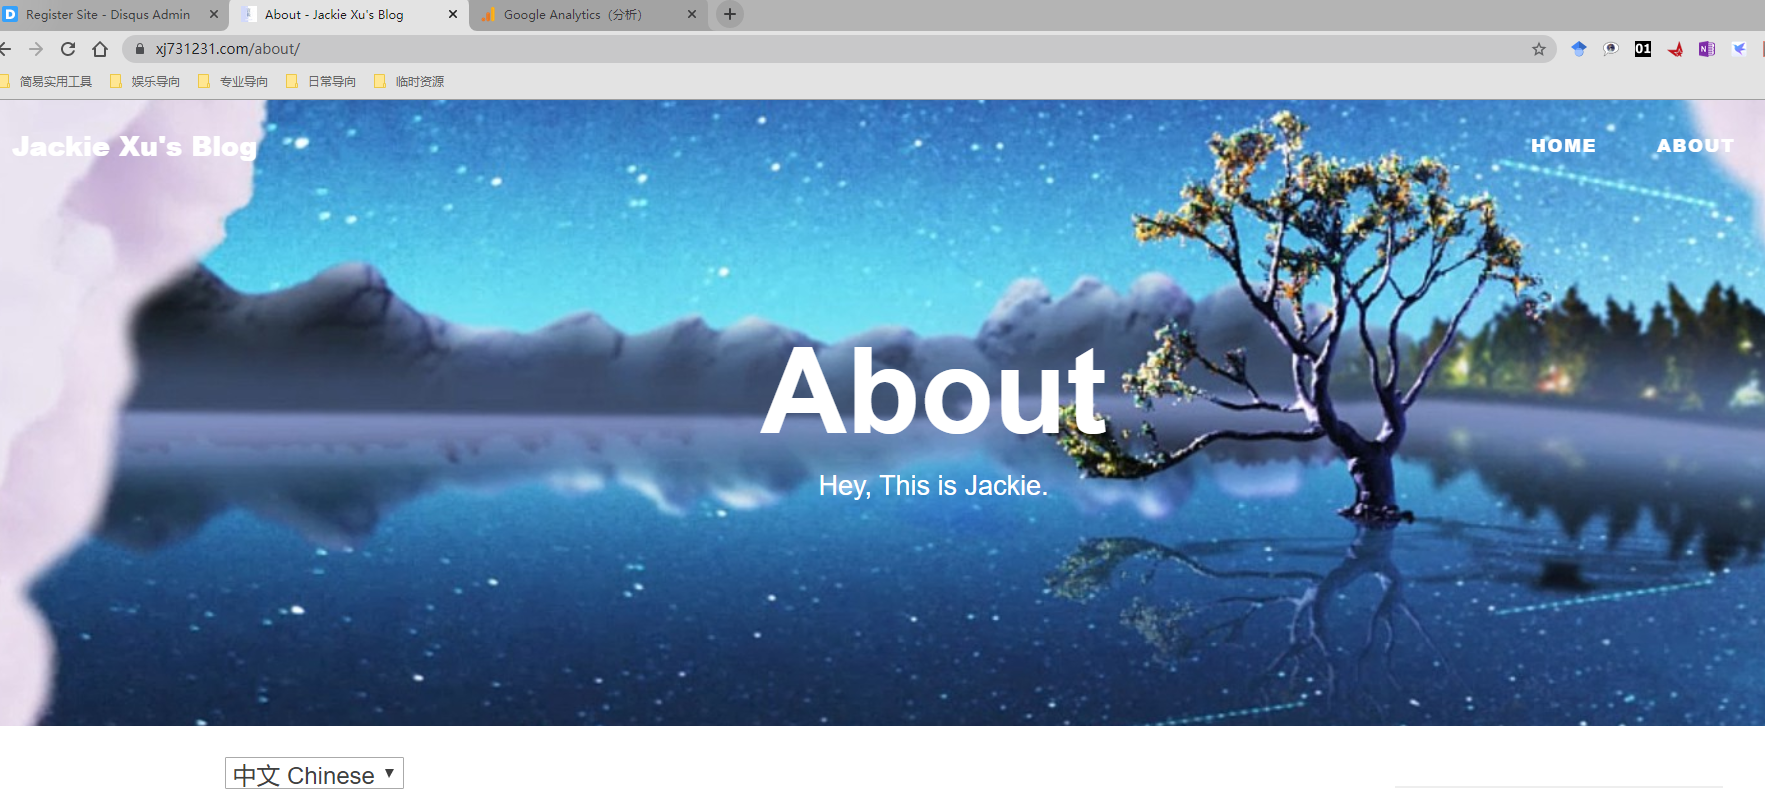 Register Site - Disqus Admin
About - Jackie Xu's Blog
Google Analytics（分析）
xj731231.com/about/
01
N
简易实用工具
娱乐导向
专业导向
日常导向
临时资源
Jackie Xu's Blog
HOME
ABOUT
About
Hey, This is Jackie.
中文 Chinese